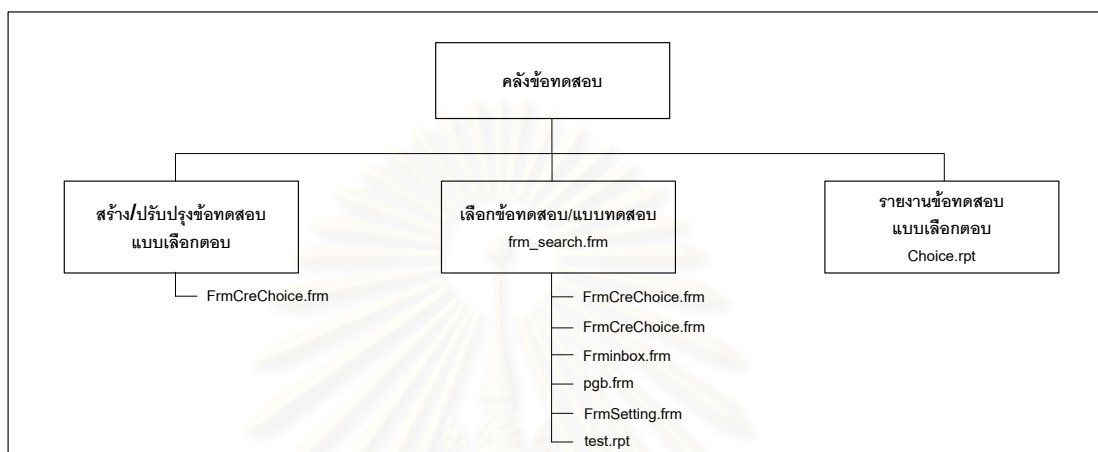 คลังข้อทดสอบ
สร้าง/ปรับปรุงข้อทดสอบ
แบบเลือกตอบ
FrmCreChoice.frm
เลือกข้อทดสอบ/แบบทดสอบ
frm_search.frm
FrmCreChoice.frm
FrmCreChoice.frm
Frminbox.frm
pgb.frm
FrmSetting.frm
test.rpt
รายงานข้อทดสอบ
แบบเลือกตอบ
Choice.rpt